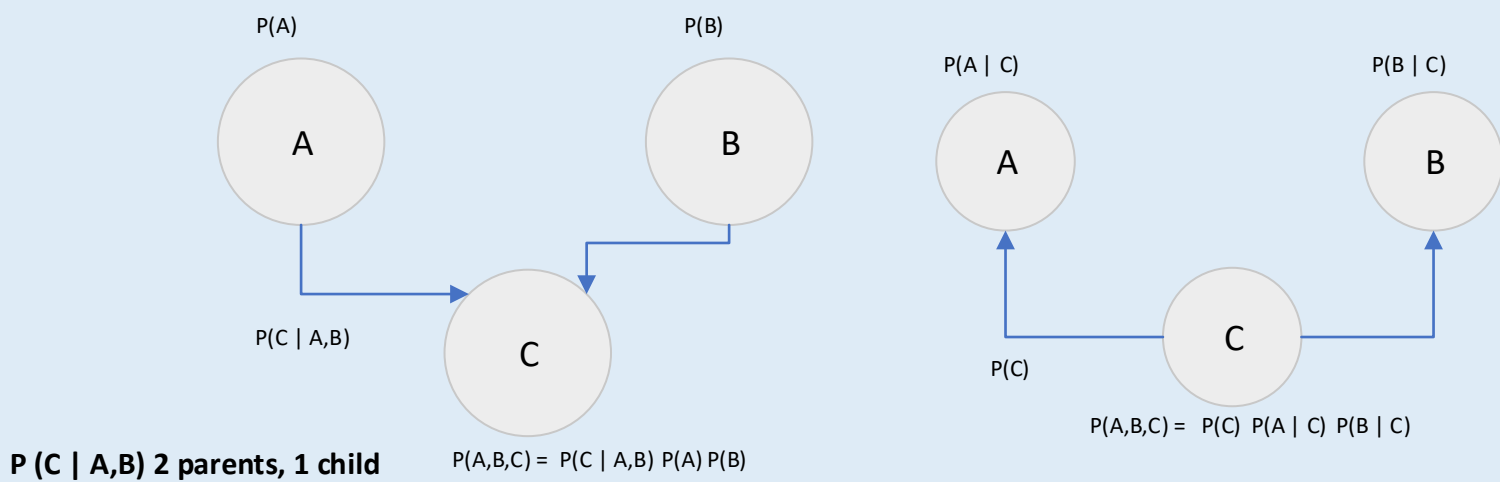 P(A)
P(B)
A
B
P(C | A,B)
C
P (C | A,B) 2 parents, 1 child
P(A,B,C) = P(C | A,B) P(A) P(B)
P(A | C)
P(B | C)
A
B
C
P(C)
P(A,B,C) = P(C) P(A | C) P(B | C)